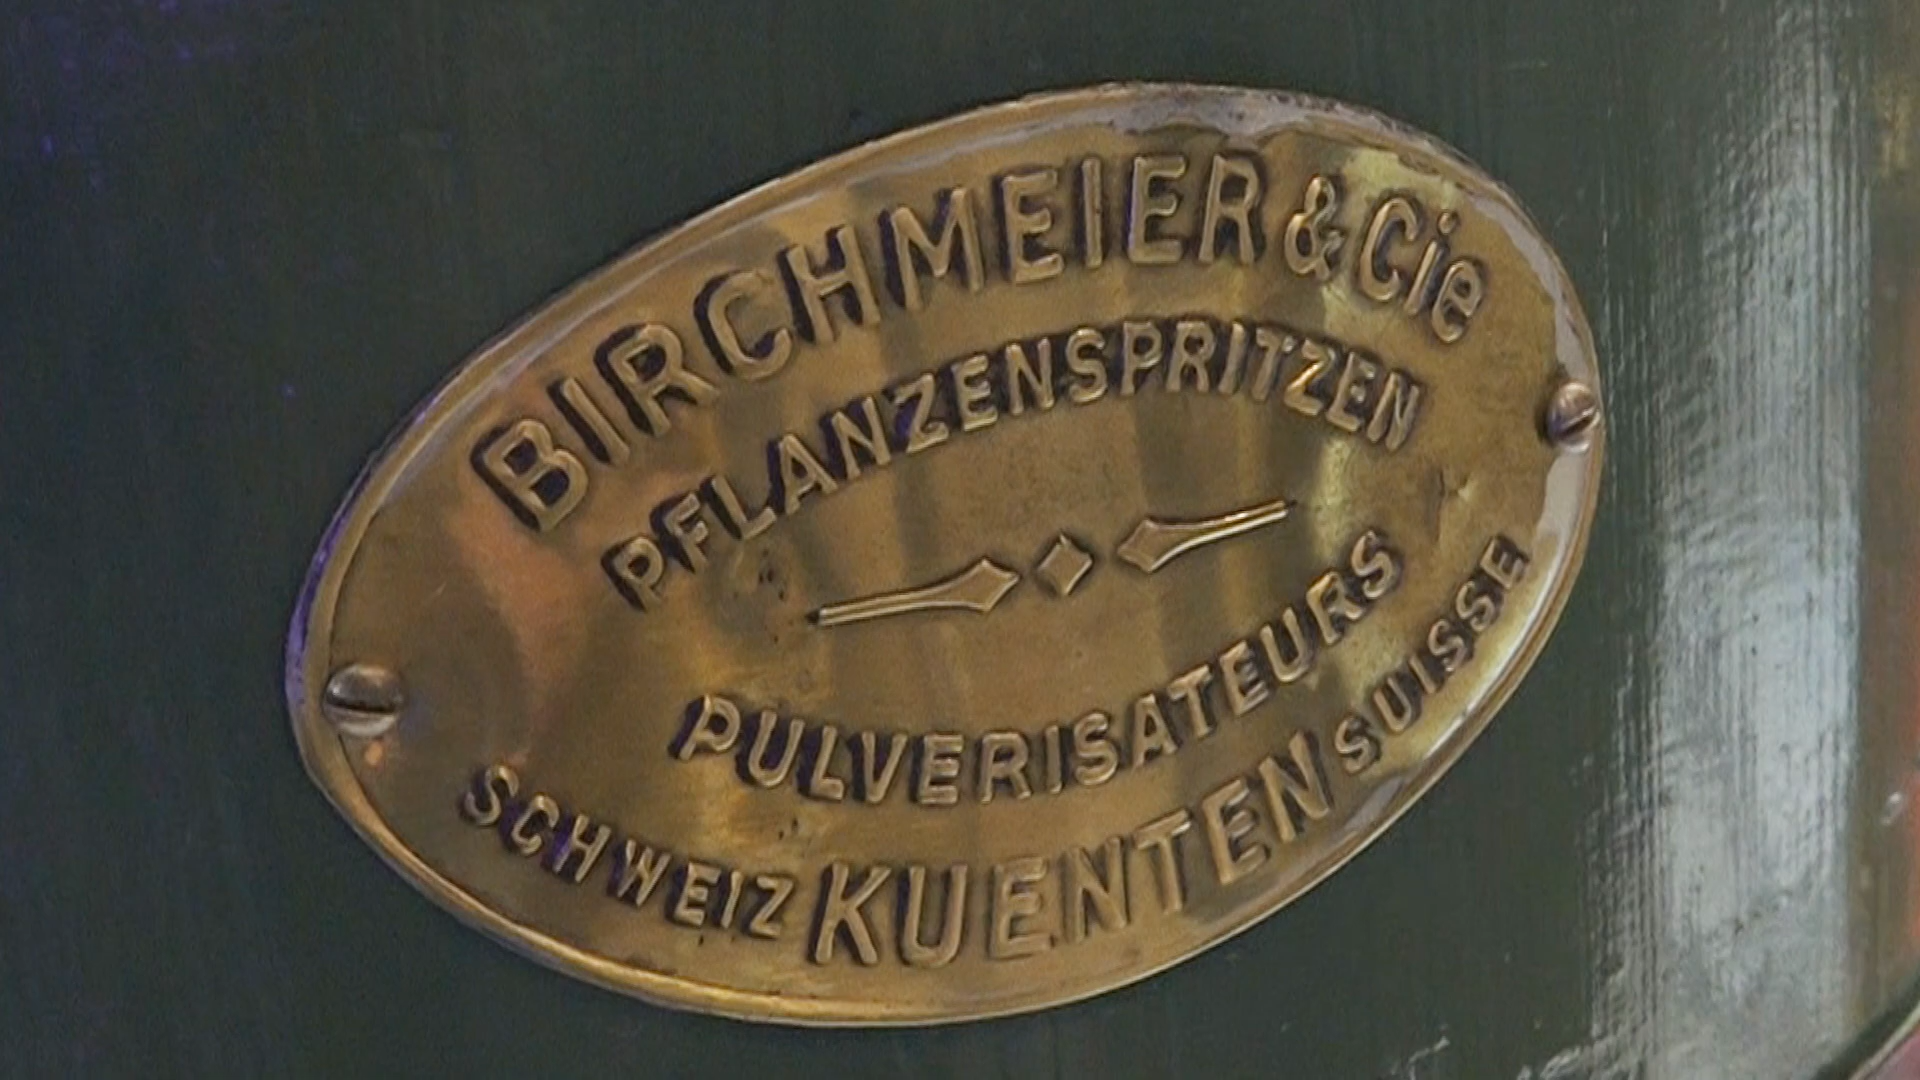 BIRCHMEIER & Cie
PFLANZENSPRITZEN
PULVERISATEURS
SCHWEIZ KUENTEN SUISSE